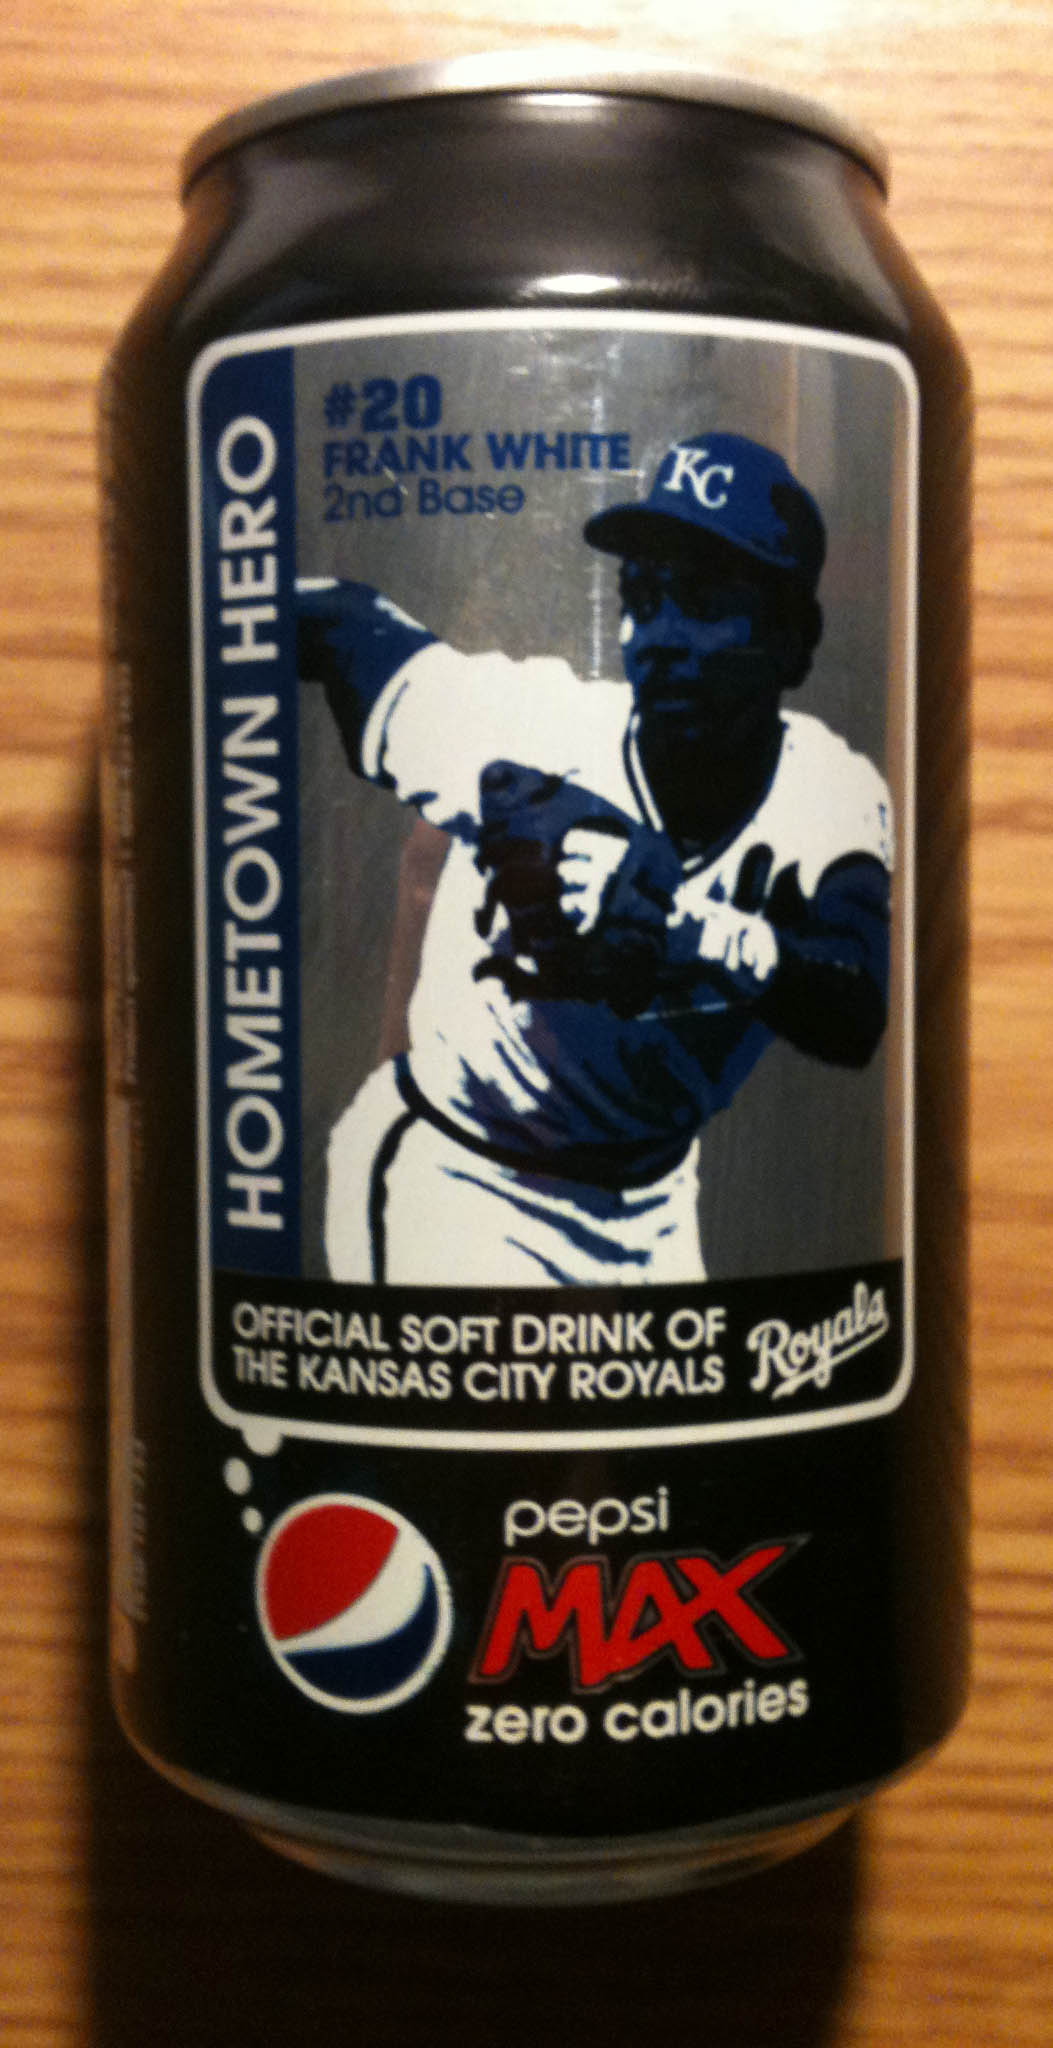 #20
FRANK WHITE
2nd Base
KC
HOMETOWN HERO
OFFICIAL SOFT DRINK OF
THE KANSAS CITY ROYALS
Royals
pepsi
MAX
zero calories